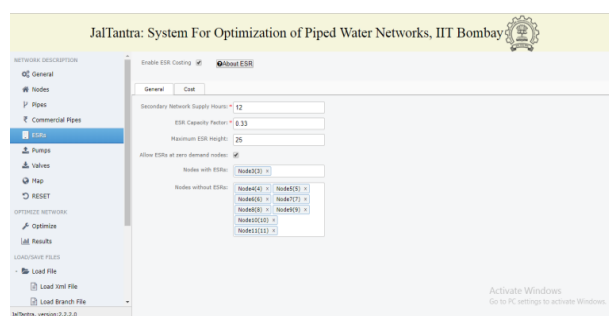 JalTantra: System For Optimization of Piped Water Networks, IIT Bombay
NETWORK DESCRIPTION
General
Nodes
Pipes
Commercial Pipes
ESRs
Pumps
Valves
Map
RESET
OPTIMIZE NETWORK
Optimize
Results
LOAD/SAVE FILES
Load File
Load Xml File
Load Branch File
JalTantra, version:2.2.2.0
Enable ESR Costing
About ESR
General Cost
Secondary Network Supply Hours: * 12
ESR Capacity Factor: * 0.33
Maximum ESR Height: 25
Allow ESRs at zero demand nodes:
Nodes with ESRs: Node3(3) x
Nodes without ESRs: Node4(4) x Node5(5) x
Node6(6) x Node7(7) x
Node8(8) x Node9(9) x
Node10(10) x
Node11(11) x
Activate Windows
Go to PC settings to activate Windows.